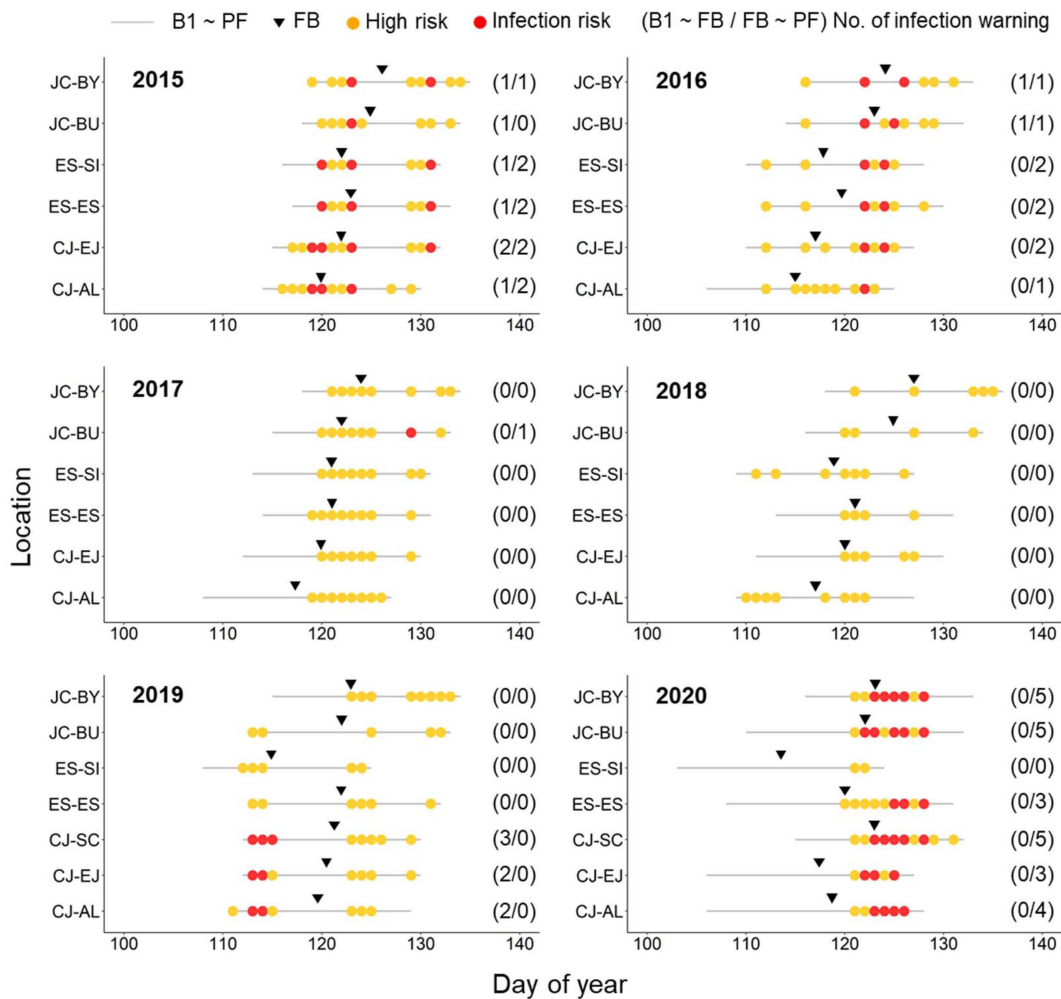 B1 ~ PF FB High risk Infection risk (B1 ~ FB / FB ~ PF) No. of infection warning
2015
JC-BY (1/1)
JC-BU (1/0)
ES-SI (1/2)
ES-ES (1/2)
CJ-EJ (2/2)
CJ-AL (1/2)
100 110 120 130 140
2016
JC-BY (1/1)
JC-BU (1/1)
ES-SI (0/2)
ES-ES (0/2)
CJ-EJ (0/2)
CJ-AL (0/1)
100 110 120 130 140
Location
2017
JC-BY (0/0)
JC-BU (0/1)
ES-SI (0/0)
ES-ES (0/0)
CJ-EJ (0/0)
CJ-AL (0/0)
100 110 120 130 140
2018
JC-BY (0/0)
JC-BU (0/0)
ES-SI (0/0)
ES-ES (0/0)
CJ-EJ (0/0)
CJ-AL (0/0)
100 110 120 130 140
2019
JC-BY (0/0)
JC-BU (0/0)
ES-SI (0/0)
ES-ES (0/0)
CJ-SC (3/0)
CJ-EJ (2/0)
CJ-AL (2/0)
100 110 120 130 140
2020
JC-BY (0/5)
JC-BU (0/5)
ES-SI (0/0)
ES-ES (0/3)
CJ-SC (0/5)
CJ-EJ (0/3)
CJ-AL (0/4)
100 110 120 130 140
Day of year